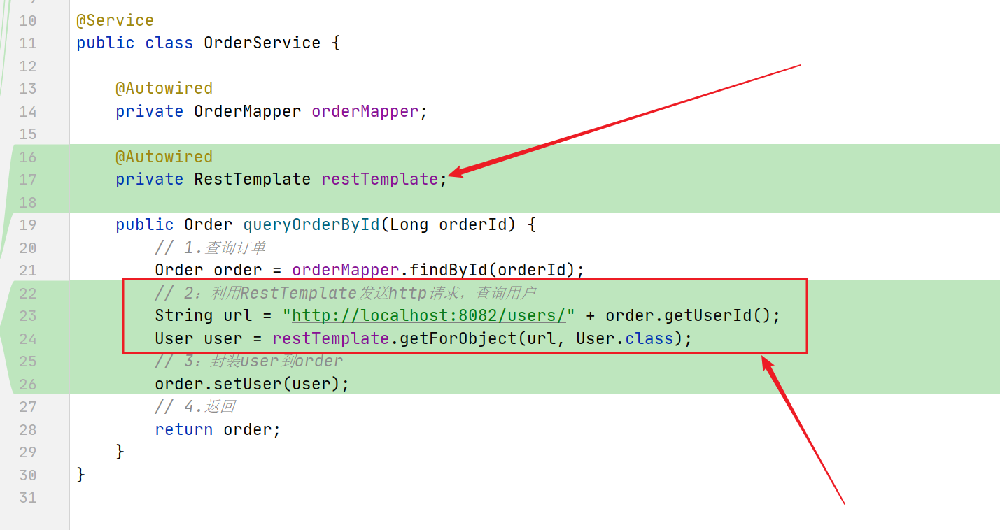 10 @Service
11 public class OrderService {
12
13 @Autowired
14 private OrderMapper orderMapper;
15
16 @Autowired
17 private RestTemplate restTemplate;
18
19 public Order queryOrderById(Long orderId) {
20 // 1.查询订单
21 Order order = orderMapper.findById(orderId);
22 // 2：利用RestTemplate发送http请求，查询用户
23 String url = "http://localhost:8082/users/" + order.getUserId();
24 User user = restTemplate.getForObject(url, User.class);
25 // 3：封装user到order
26 order.setUser(user);
27 // 4.返回
28 return order;
29 }
30 }
31